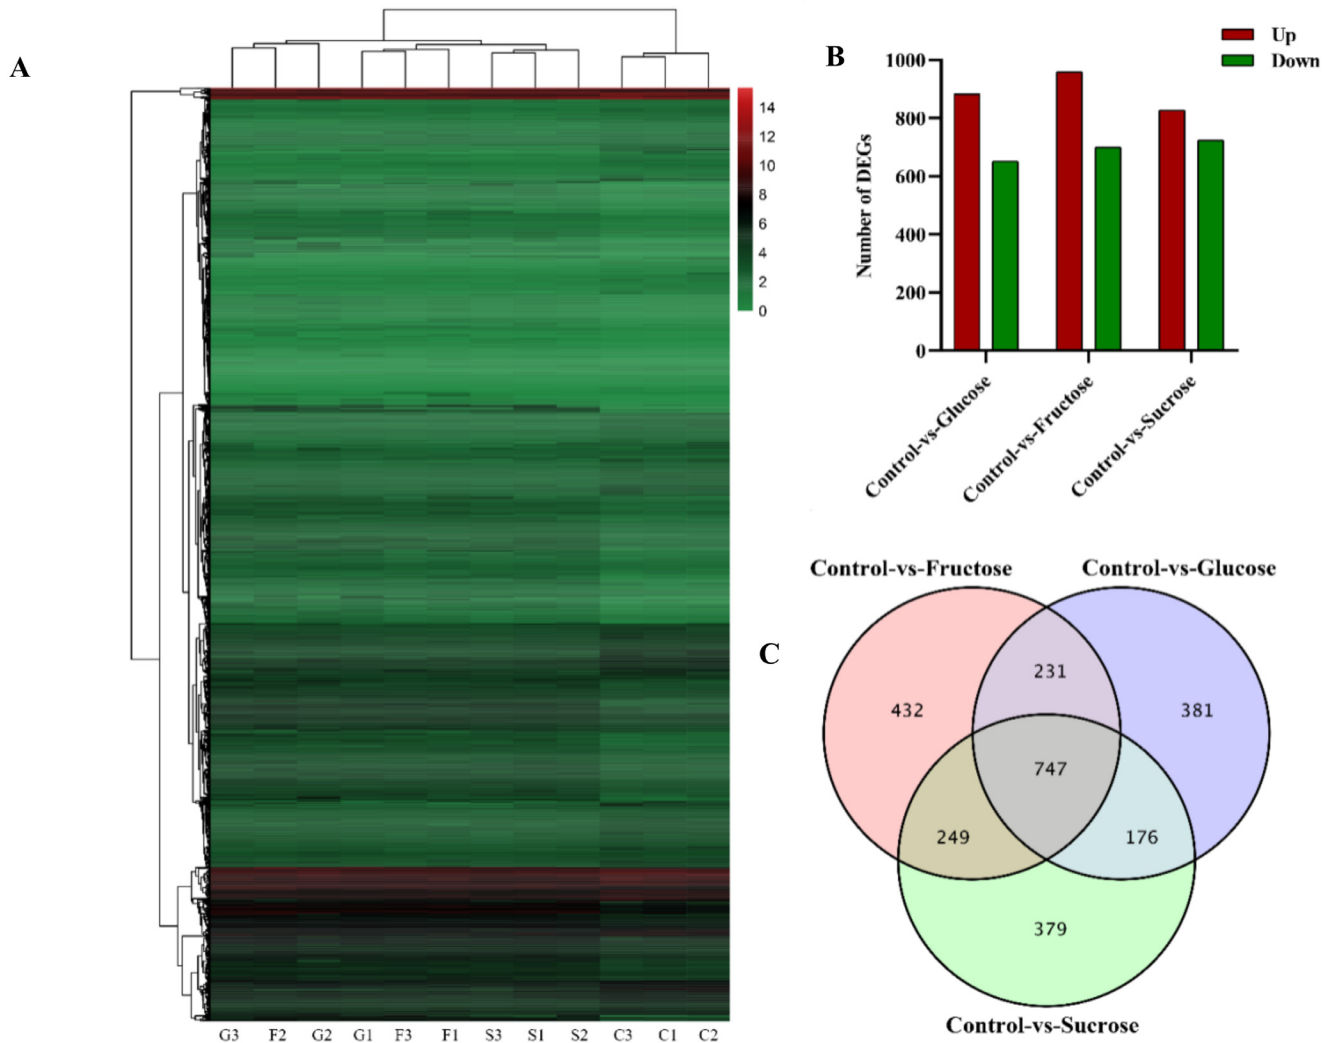 A
14
12
10
8
6
4
2
0
G3 F2 G2 G1 F3 F1 S3 S1 S2 C3 C1 C2
B
Up
Down
1000
800
600
400
200
0
Number of DEGs
Control-vs-Glucose
Control-vs-Fructose
Control-vs-Sucrose
C
Control-vs-Fructose Control-vs-Glucose
231
432 381
747
249 176
379
Control-vs-Sucrose